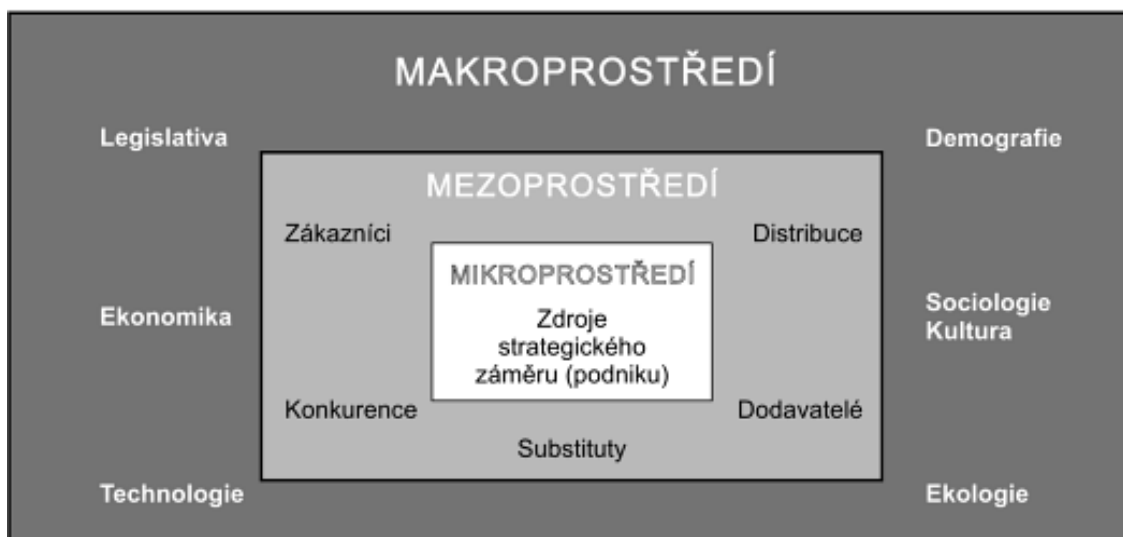 MAKROPROSTŘEDÍ
Legislativa
Demografie
MEZOPROSTŘEDÍ
Zákazníci
Distribuce
MIKROPROSTŘEDÍ
Zdroje
strategického
záměru (podniku)
Ekonomika
Sociologie
Kultura
Konkurence
Dodavatelé
Substituty
Technologie
Ekologie